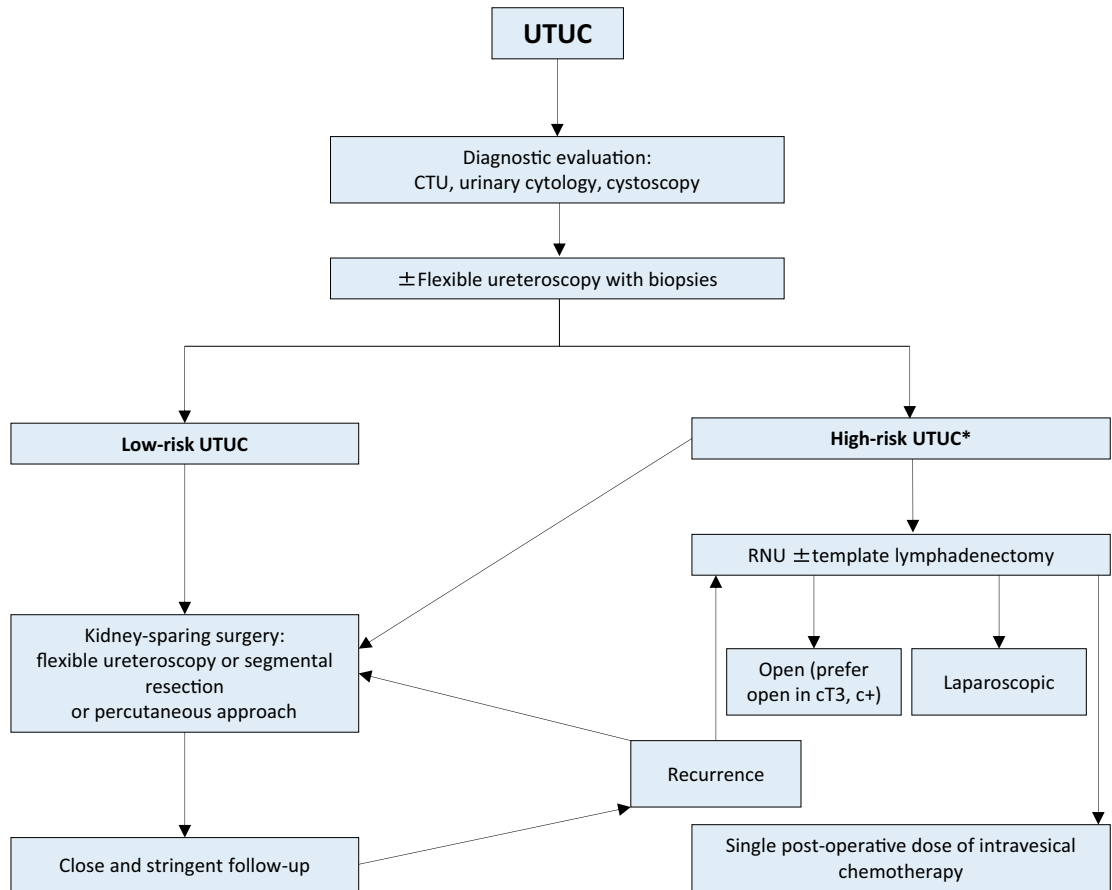 UTUC
Diagnostic evaluation:
CTU, urinary cytology, cystoscopy
±Flexible ureteroscopy with biopsies
Low-risk UTUC
High-risk UTUC*
RNU ±template lymphadenectomy
Kidney-sparing surgery:
flexible ureteroscopy or segmental
resection
or percutaneous approach
Open (prefer
open in cT3, c+)
Laparoscopic
Recurrence
Close and stringent follow-up
Single post-operative dose of intravesical
chemotherapy